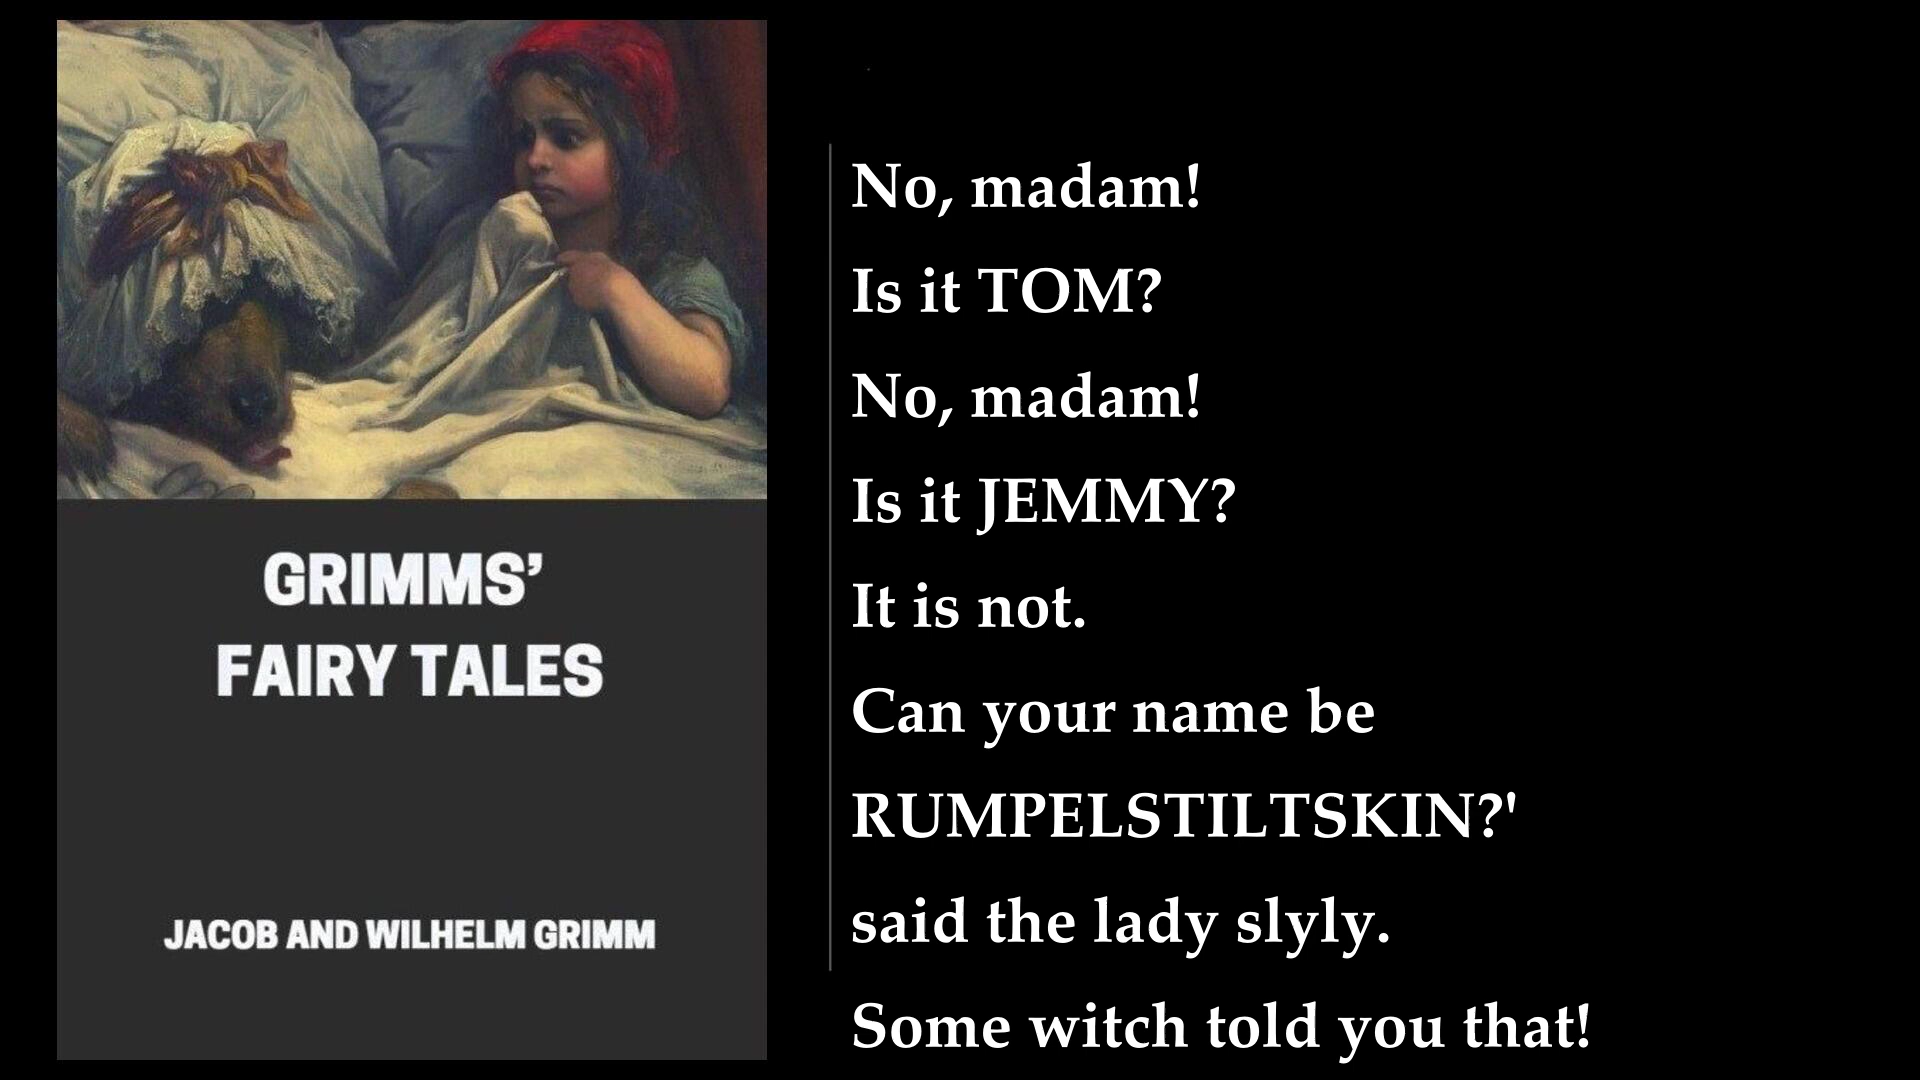 GRIMMS’
FAIRY TALES
JACOB AND WILHELM GRIMM
No, madam!
Is it TOM?
No, madam!
Is it JEMMY?
It is not.
Can your name be
RUMPELSTILTSKIN?'
said the lady slyly.
Some witch told you that!